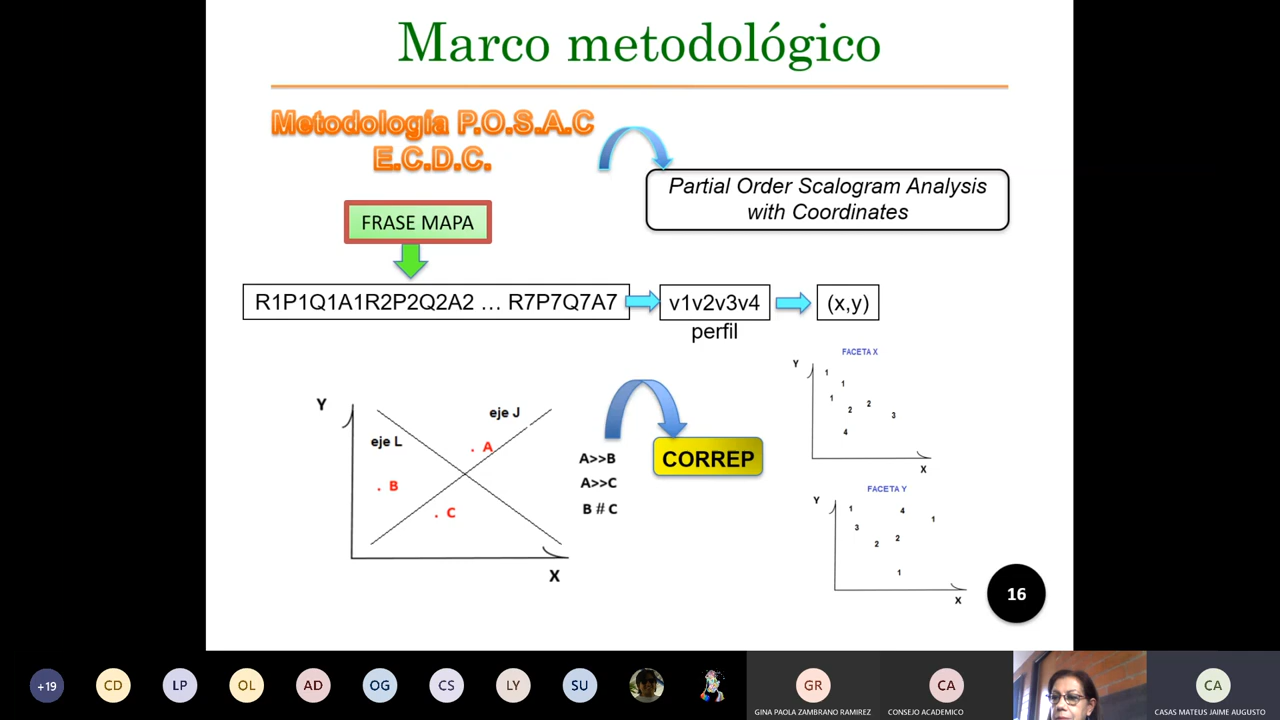 Marco metodológico
Metodología P.O.S.A.C
E.C.D.C.
Partial Order Scalogram Analysis
with Coordinates
FRASE MAPA
R1P1Q1A1R2P2Q2A2 … R7P7Q7A7
v1v2v3v4
(x,y)
perfil
Y
eje J
eje L
. A
. B
. C
X
A>>B
A>>C
B # C
CORREP
FACETA X
Y
1
1
1
2
2
3
4
X
FACETA Y
Y
1
4
1
3
2
2
1
X
16
+19
CD
LP
OL
AD
OG
CS
LY
SU
GR
GINA PAOLA ZAMBRANO RAMIREZ
CA
CONSEJO ACADEMICO
CA
CASAS MATEUS JAIME AUGUSTO